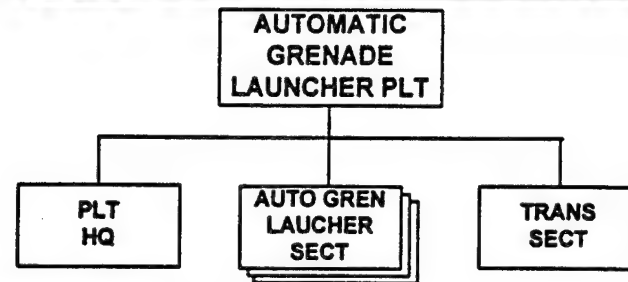 AUTOMATIC
GRENADE
LAUNCHER PLT
PLT
HQ
AUTO GREN
LAUCHER
SECT
TRANS
SECT